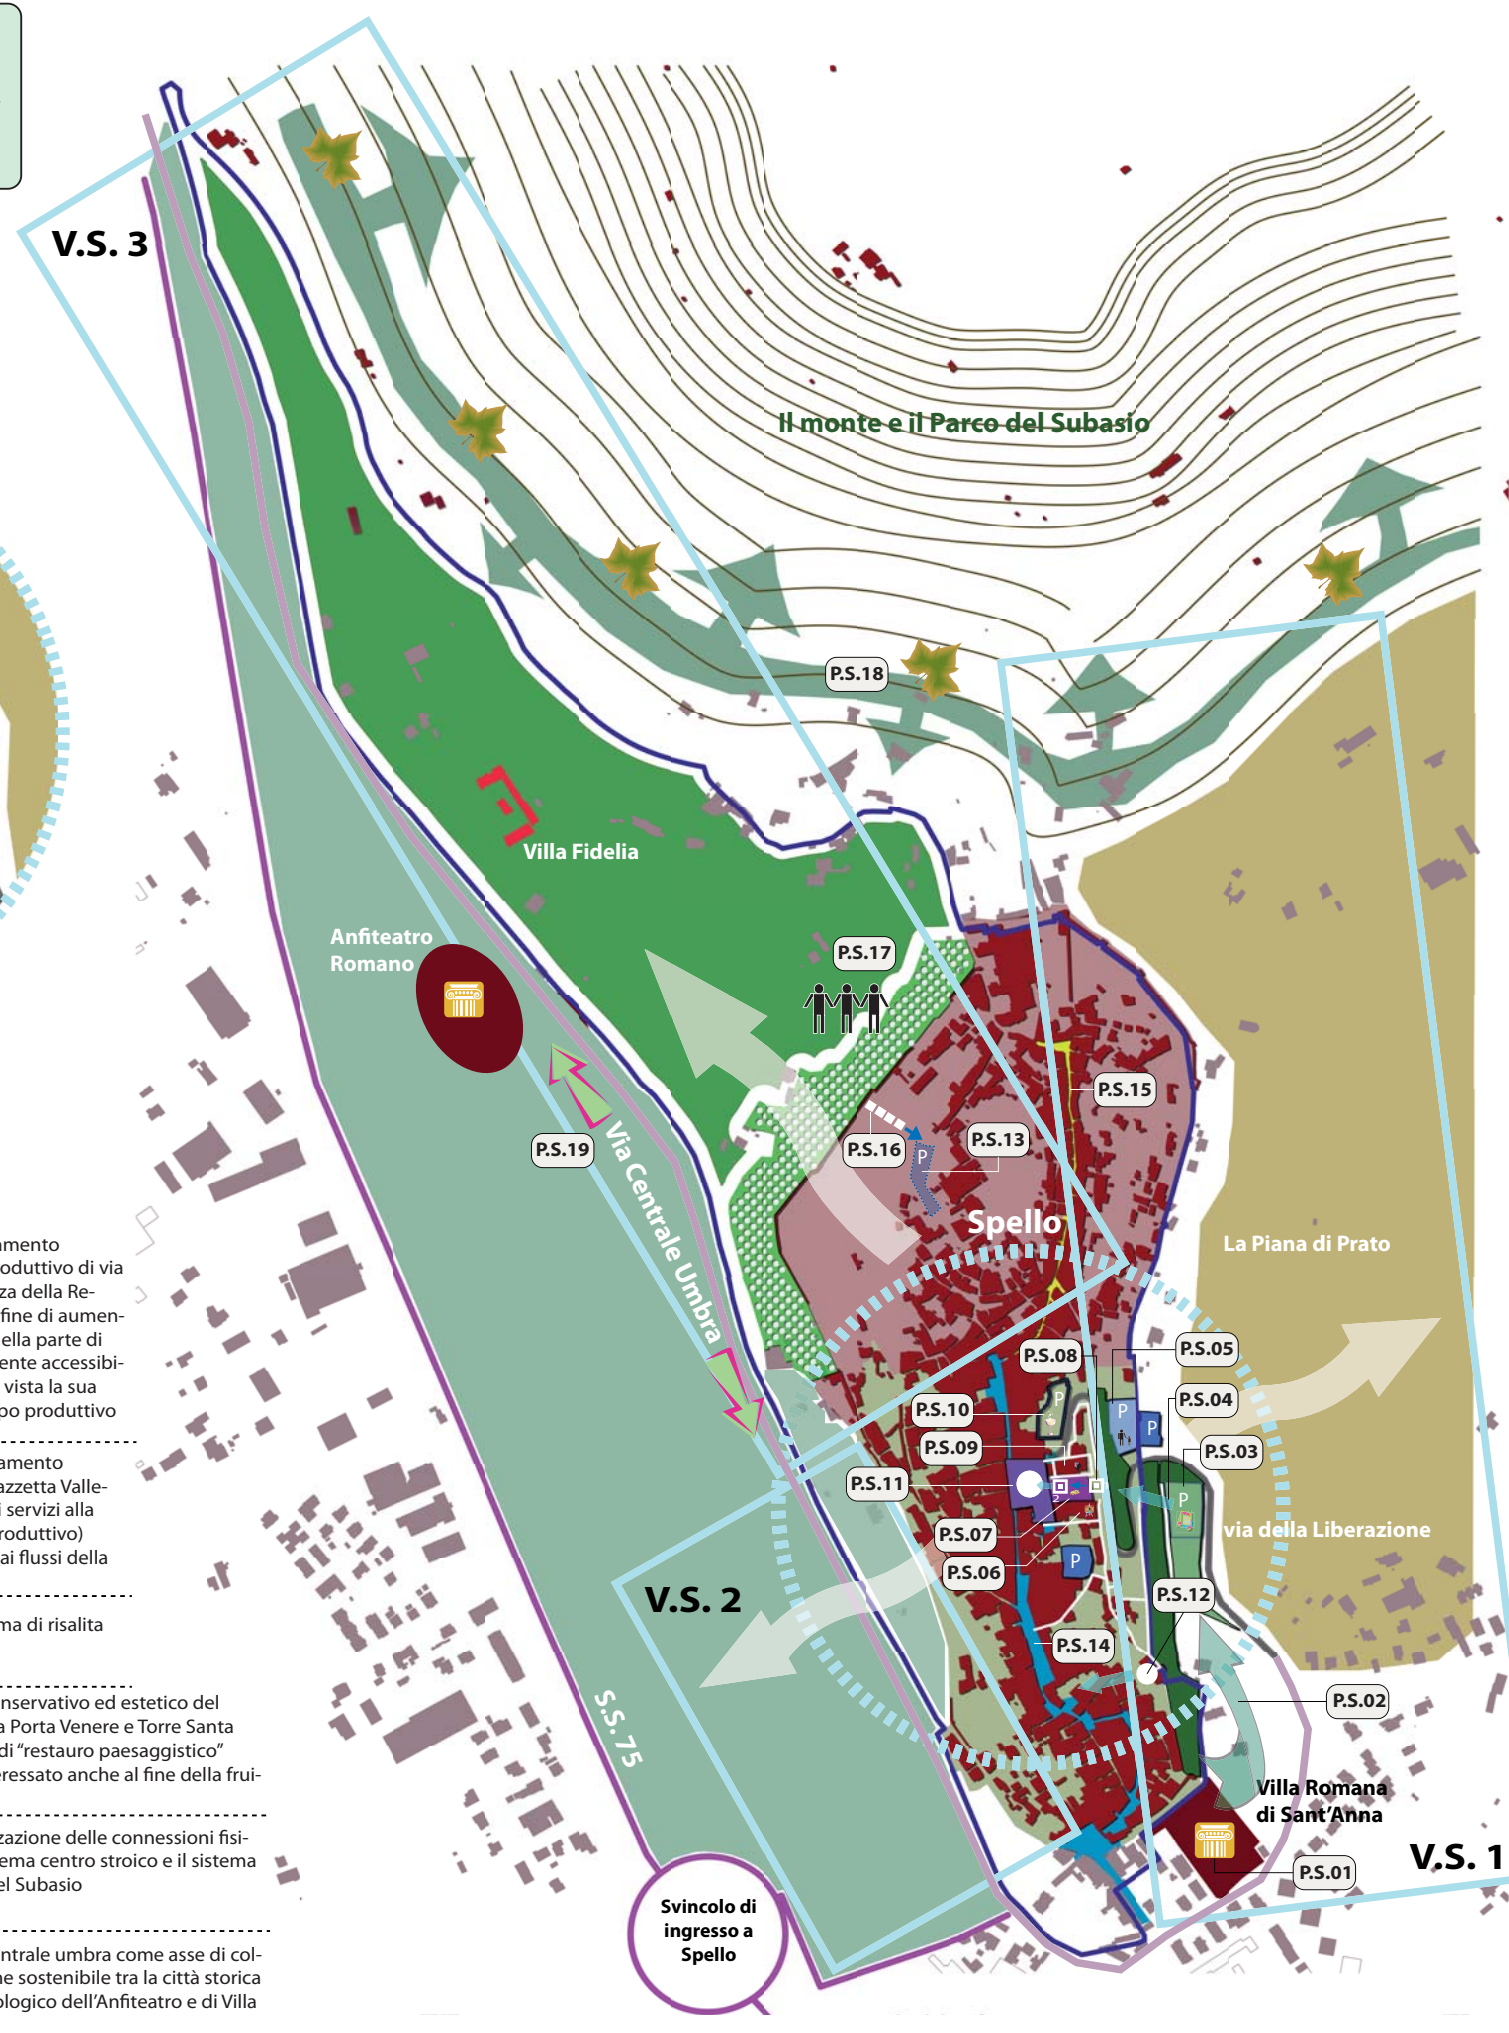 V.S. 3
Il monte e il Parco del Subasio
P.S.18
Villa Fidelia
Anfiteatro
Romano
P.S.17
P.S.15
P.S.19
P.S.16
P.S.13
P
Via Centrale Umbra
Spello
La Piana di Prato
P.S.08
P.S.05
P.S.04
P.S.10
P
P
P
P.S.09
P.S.03
P.S.11
2
P
P.S.07
via della Liberazione
P.S.06
P
V.S. 2
P.S.12
P.S.14
P.S.02
S.S. 75
Villa Romana
di Sant'Anna
V.S. 1
P.S.01
Svincolo di
ingresso a
Spello
amento
oduttivo di via
za della Re-
fine di aumen-
ella parte di
ente accessibi-
vista la sua
po produttivo
amento
azzetta Valle-
i servizi alla
roduttivo)
ai flussi della
ma di risalita
nservativo ed estetico del
a Porta Venere e Torre Santa
di “restauro paesaggistico”
eressato anche al fine della frui-
zazione delle connessioni fisi-
ema centro stroico e il sistema
el Subasio
entrale umbra come asse di col-
ne sostenibile tra la città storica
ologico dell'Anfiteatro e di Villa